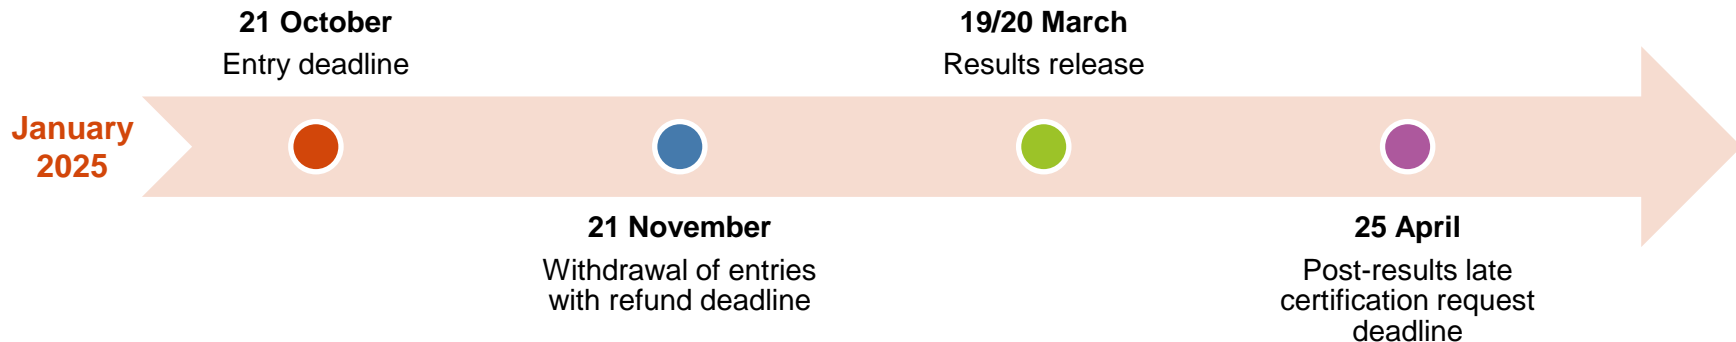 21 October
Entry deadline
19/20 March
Results release
January
2025
21 November
Withdrawal of entries
with refund deadline
25 April
Post-results late
certification request
deadline